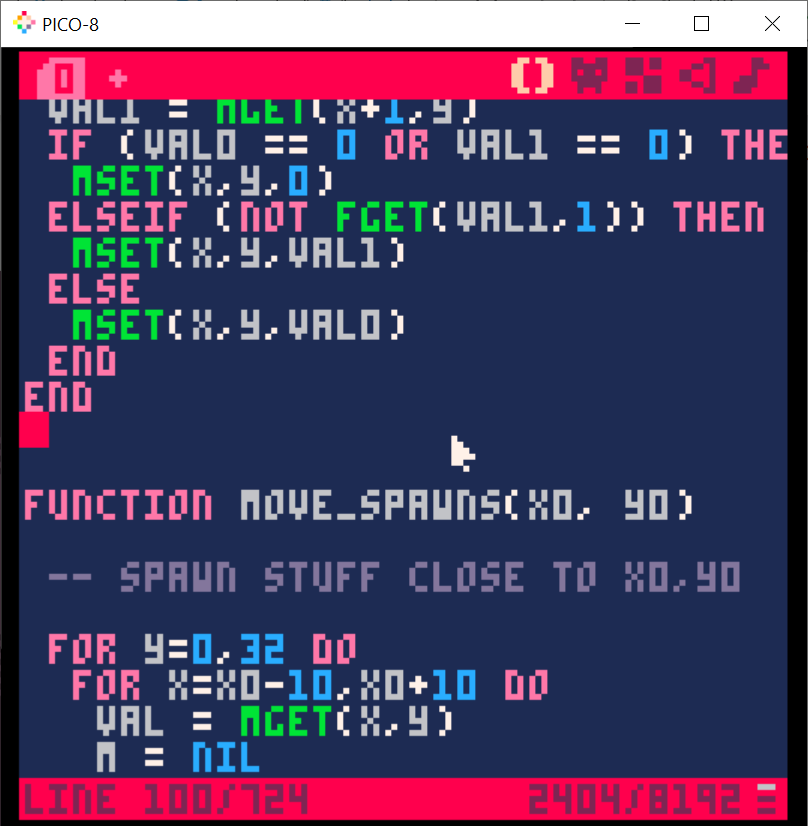 PICO-8
0 +
VAL1 = MGET(X+1,Y)
IF (VAL0 == 0 OR VAL1 == 0) THE
MSET(X,Y,0)
ELSEIF (NOT FGET(VAL1,1)) THEN
MSET(X,Y,VAL1)
ELSE
MSET(X,Y,VAL0)
END
END
FUNCTION MOVE_SPAWNS(X0, Y0)
-- SPAWN STUFF CLOSE TO X0,Y0
FOR Y=0,32 DO
FOR X=X0-10,X0+10 DO
VAL = MGET(X,Y)
M = NIL
LINE 100/724 2404/8192